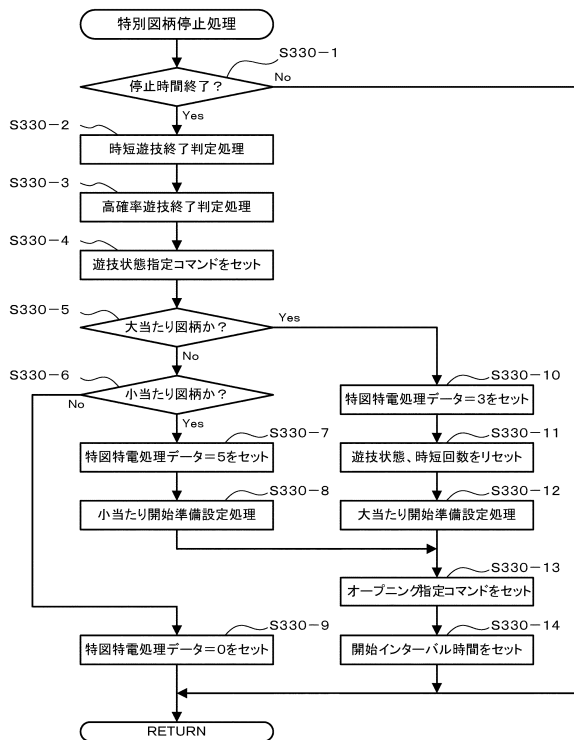 特別図柄停止処理
S330-1
停止時間終了？
No
Yes
S330-2
時短遊技終了判定処理
S330-3
高確率遊技終了判定処理
S330-4
遊技状態指定コマンドをセット
S330-5
大当たり図柄か？
Yes
No
S330-6
小当たり図柄か？
No
Yes
S330-10
特図特電処理データ=3をセット
S330-7
特図特電処理データ=5をセット
S330-11
遊技状態、時短回数をリセット
S330-8
小当たり開始準備設定処理
S330-12
大当たり開始準備設定処理
S330-13
オープニング指定コマンドをセット
S330-9
特図特電処理データ=0をセット
S330-14
開始インターバル時間をセット
RETURN